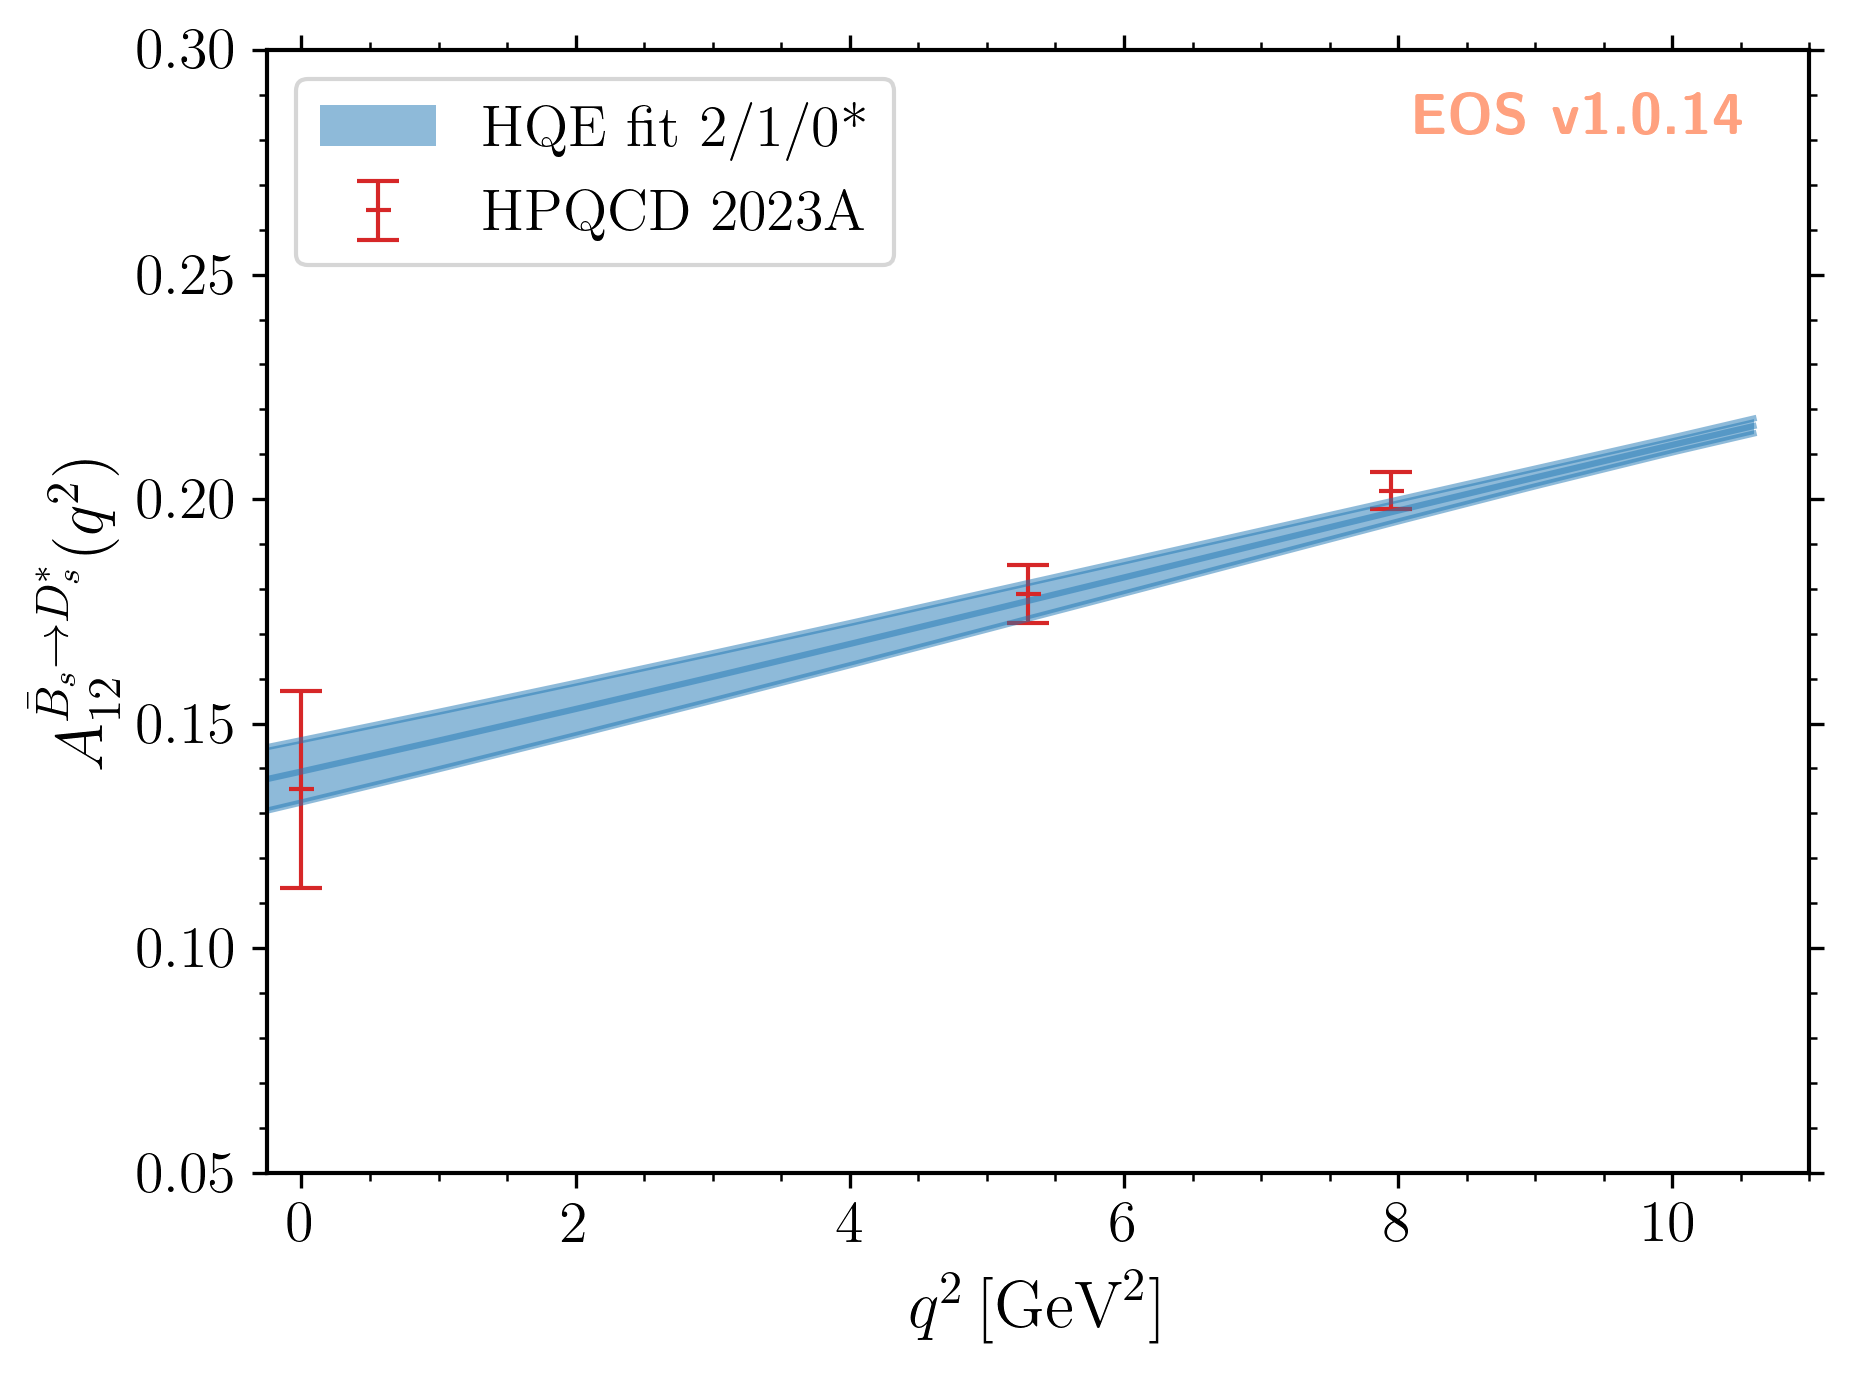 0.30
0.25
0.20
0.15
0.10
0.05
HQE fit 2/1/0*
HPQCD 2023A
EOS v1.0.14
$A_{12}^{\bar{B}_s \to D_s^*}(q^2)$
0 2 4 6 8 10
$q^2\,[\mathrm{GeV}^2]$